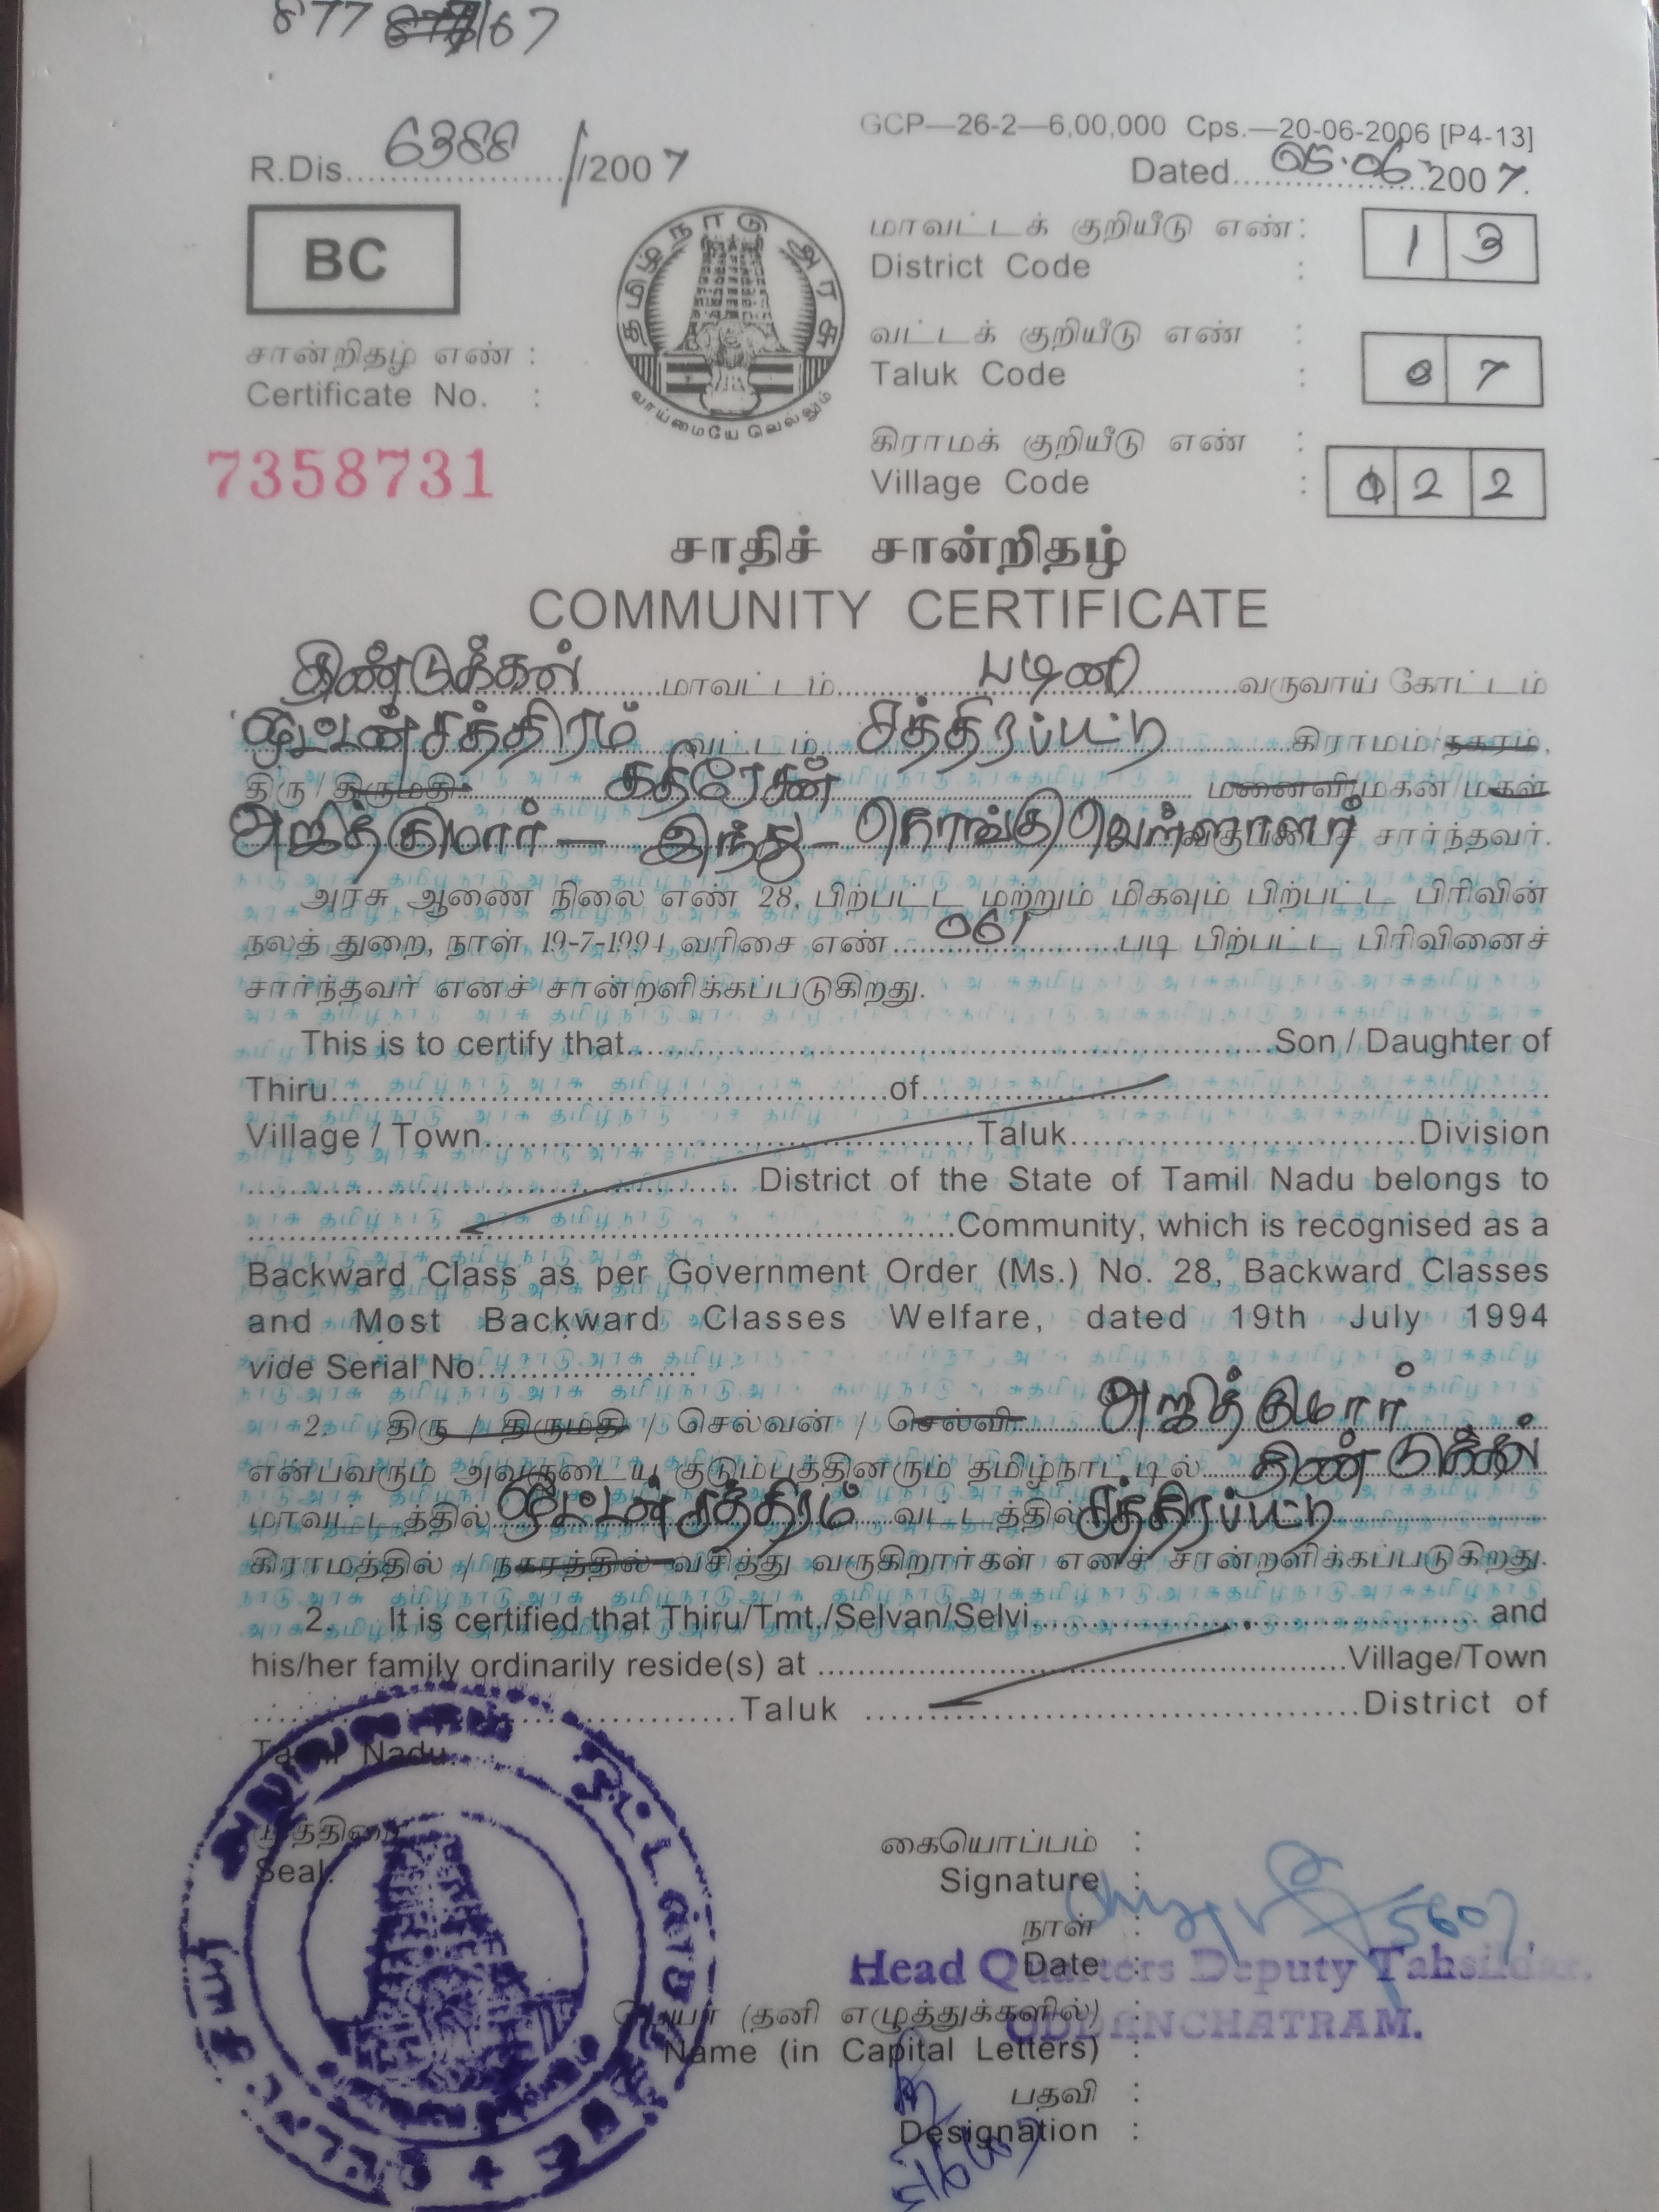 877
R.Dis. 6388 /2007
GCP—26-2—6,00,000 Cps.—20-06-2006 [P4-13]
Dated 05.06.2007.
BC
தமிழ்நாடு அரசு
வாய்மையே வெல்லும்
மாவட்டக் குறியீடு எண் :
District Code : 1 3
சான்றிதழ் எண் :
Certificate No. :
வட்டக் குறியீடு எண் :
Taluk Code : 0 7
கிராமக் குறியீடு எண் :
Village Code : 0 2 2
7358731
சாதிச் சான்றிதழ்
COMMUNITY CERTIFICATE
திண்டுக்கல் மாவட்டம் பழனி வருவாய் கோட்டம்
ஒட்டன்சத்திரம் வட்டம் சத்திரப்பட்டி கிராமம்/நகரம்,
திரு / திருமதி கதிரேசன் மனைவி/மகன்/மகள்
அஜித்குமார் — இந்து - வெள்ளாளர் வகுப்பைச் சார்ந்தவர்.
அரசு ஆணை நிலை எண் 28, பிற்பட்ட மற்றும் மிகவும் பிற்பட்ட பிரிவின்
நலத் துறை, நாள் 19-7-1994 வரிசை எண் 061 படி பிற்பட்ட பிரிவினைச்
சார்ந்தவர் எனச் சான்றளிக்கப்படுகிறது.
This is to certify that Son / Daughter of
Thiru of
Village / Town Taluk Division
District of the State of Tamil Nadu belongs to
Community, which is recognised as a
Backward Class as per Government Order (Ms.) No. 28, Backward Classes
and Most Backward Classes Welfare, dated 19th July 1994
vide Serial No.
2. திரு / திருமதி / செல்வன் / செல்வி அஜித்குமார்
என்பவரும் அவருடைய குடும்பத்தினரும் தமிழ்நாட்டில் திண்டுக்கல்
மாவட்டத்தில் ஒட்டன்சத்திரம் வட்டத்தில் சத்திரப்பட்டி
கிராமத்தில் / நகரத்தில் வசித்து வருகிறார்கள் எனச் சான்றளிக்கப்படுகிறது.
2. It is certified that Thiru/Tmt./Selvan/Selvi and
his/her family ordinarily reside(s) at Village/Town
Taluk District of
Tamil Nadu.
முத்திரை
Seal:
கையொப்பம் :
Signature :
நாள் :
Date :
Head Quarters Deputy Tahsildar,
ODDANCHATRAM.
பெயர் (தனி எழுத்துக்களில்) :
Name (in Capital Letters) :
பதவி :
Designation :